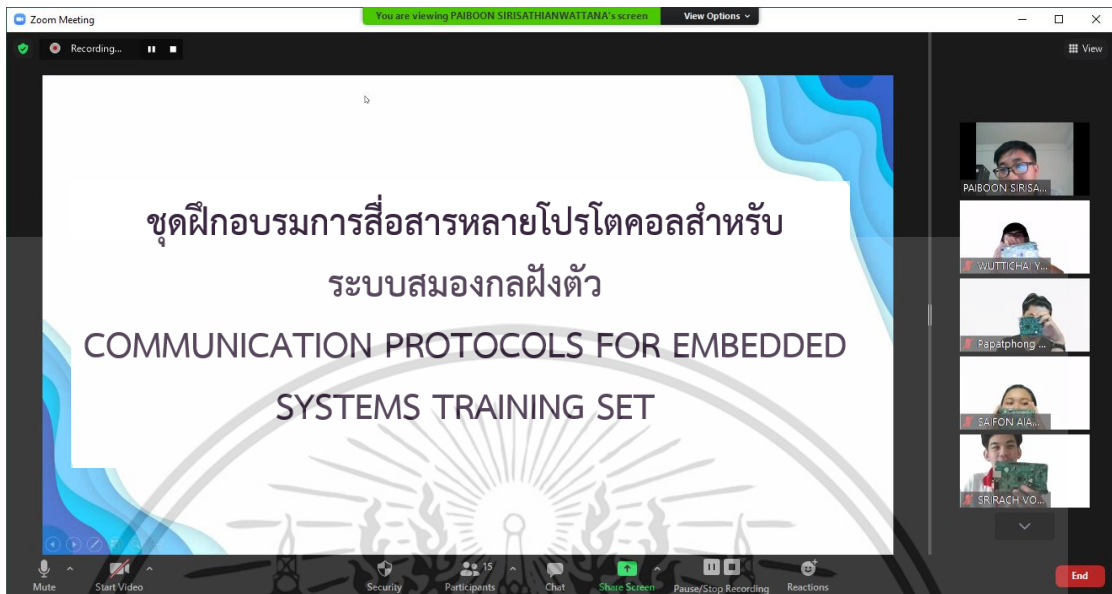 Zoom Meeting
You are viewing PAIBOON SIRISATHIANWATTANA's screen
View Options
Recording...
View
ชุดฝึกอบรมการสื่อสารหลายโปรโตคอลสำหรับ
ระบบสมองกลฝังตัว
COMMUNICATION PROTOCOLS FOR EMBEDDED
SYSTEMS TRAINING SET
PAIBOON SIRISA...
WUTTICHAI Y...
Papatphong ...
SAIFON AIA...
SRIRACH VO...
Mute
Start Video
Security
Participants
15
Chat
Share Screen
Pause/Stop Recording
Reactions
End